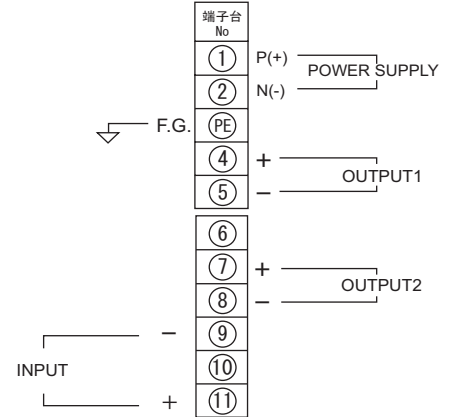 端子台
No
① P(+)
POWER SUPPLY
② N(-)
F.G. PE
④ +
OUTPUT1
⑤ −
⑥
⑦ +
OUTPUT2
⑧ −
− ⑨
INPUT
⑩
+ ⑪